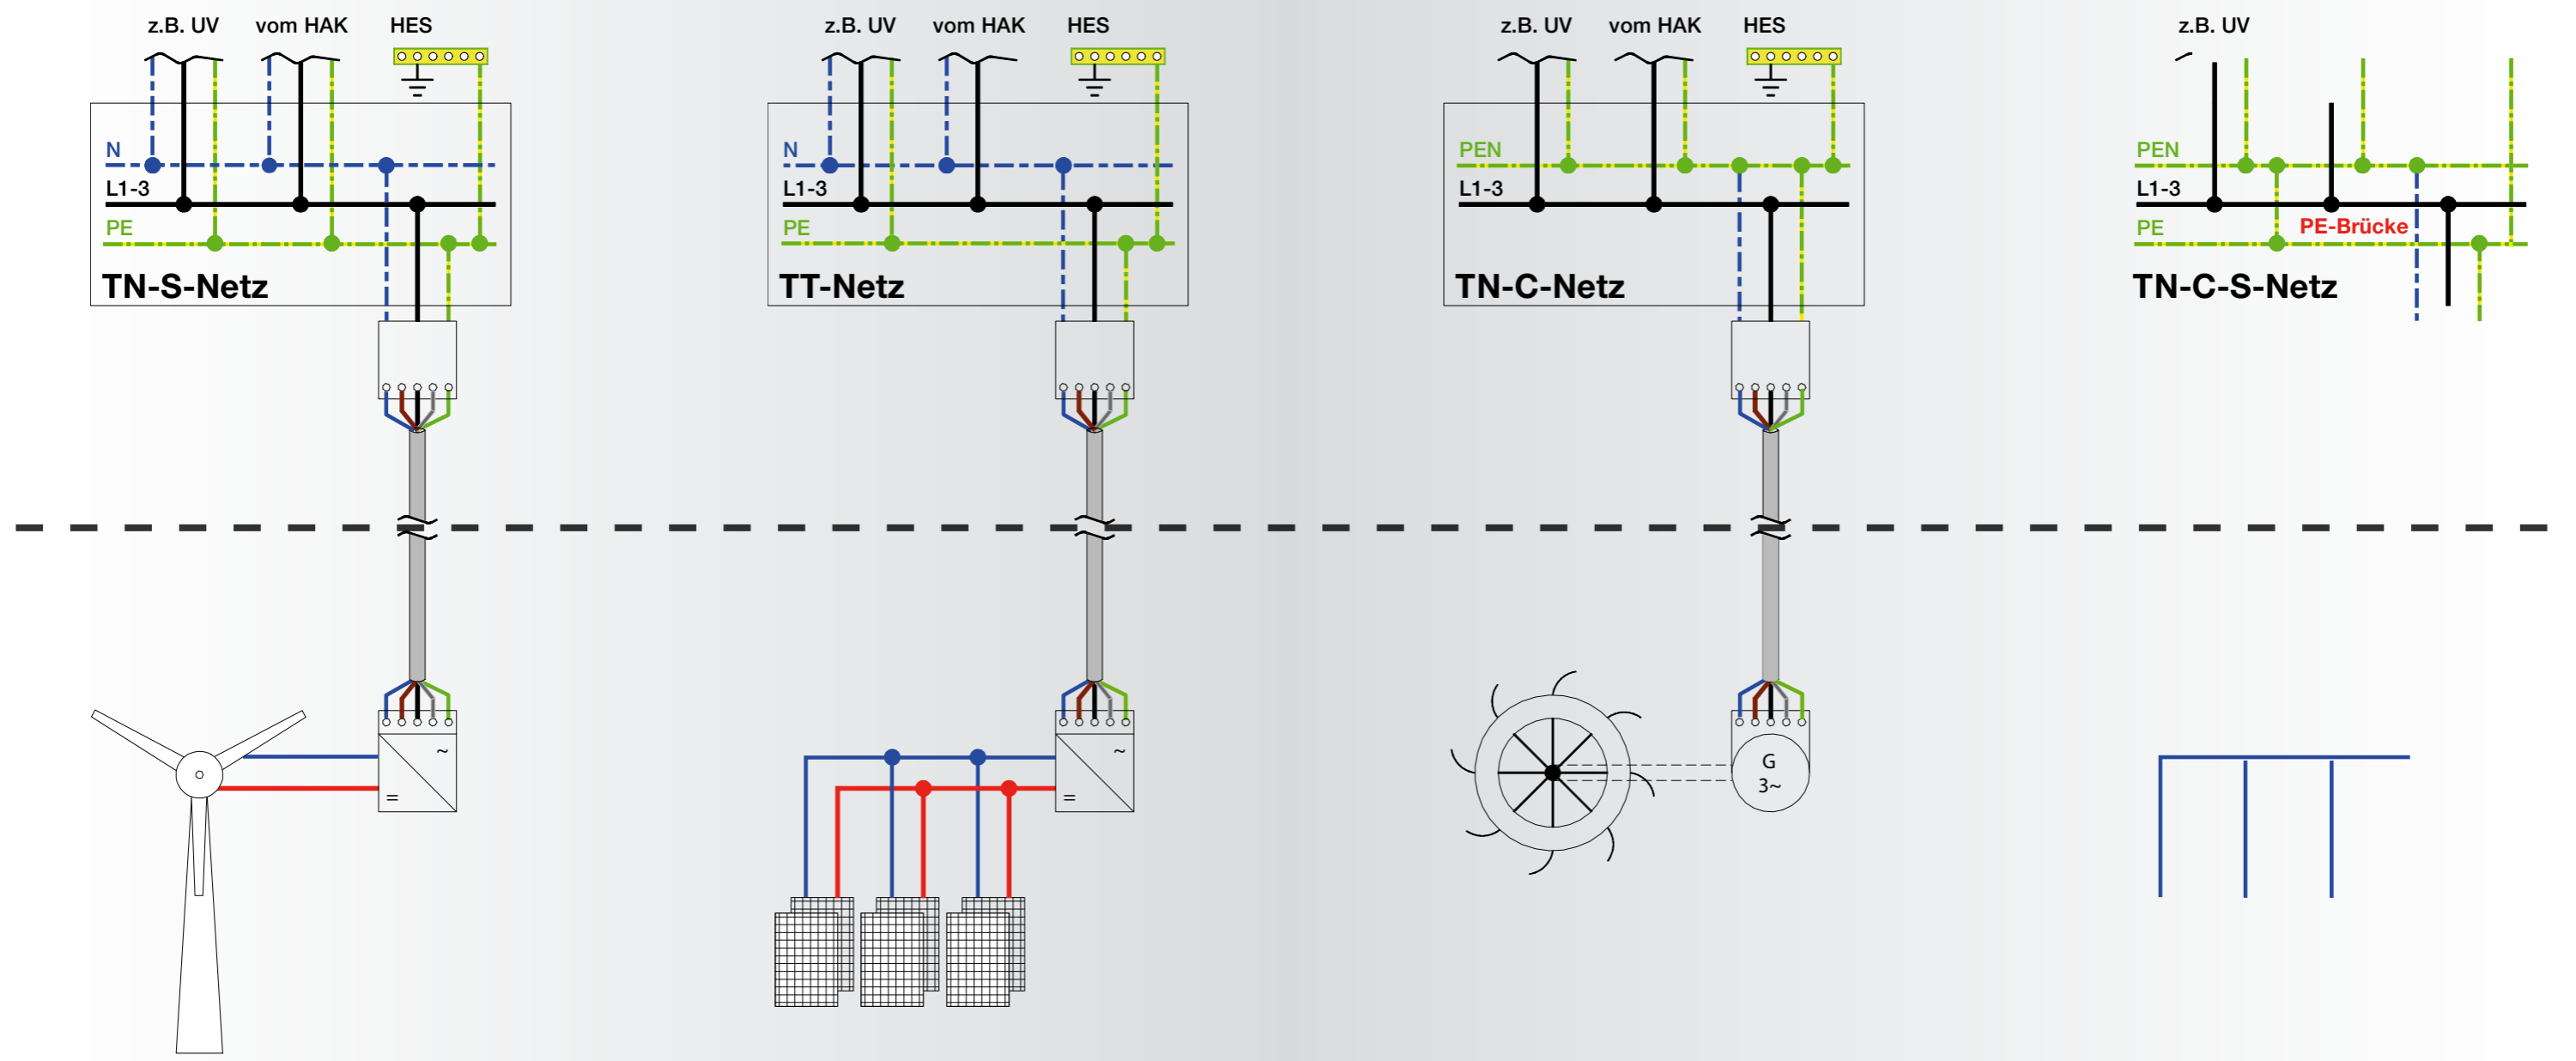 z.B. UV vom HAK HES
N
L1-3
PE
TN-S-Netz
~
=
z.B. UV vom HAK HES
N
L1-3
PE
TT-Netz
~
=
z.B. UV vom HAK HES
PEN
L1-3
TN-C-Netz
G
3~
z.B. UV
PEN
L1-3
PE PE-Brücke
TN-C-S-Netz